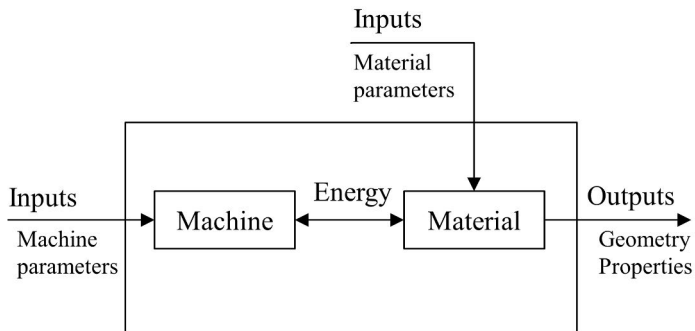 Inputs
Material
parameters
Inputs
Machine
parameters
Machine
Energy
Material
Outputs
Geometry
Properties